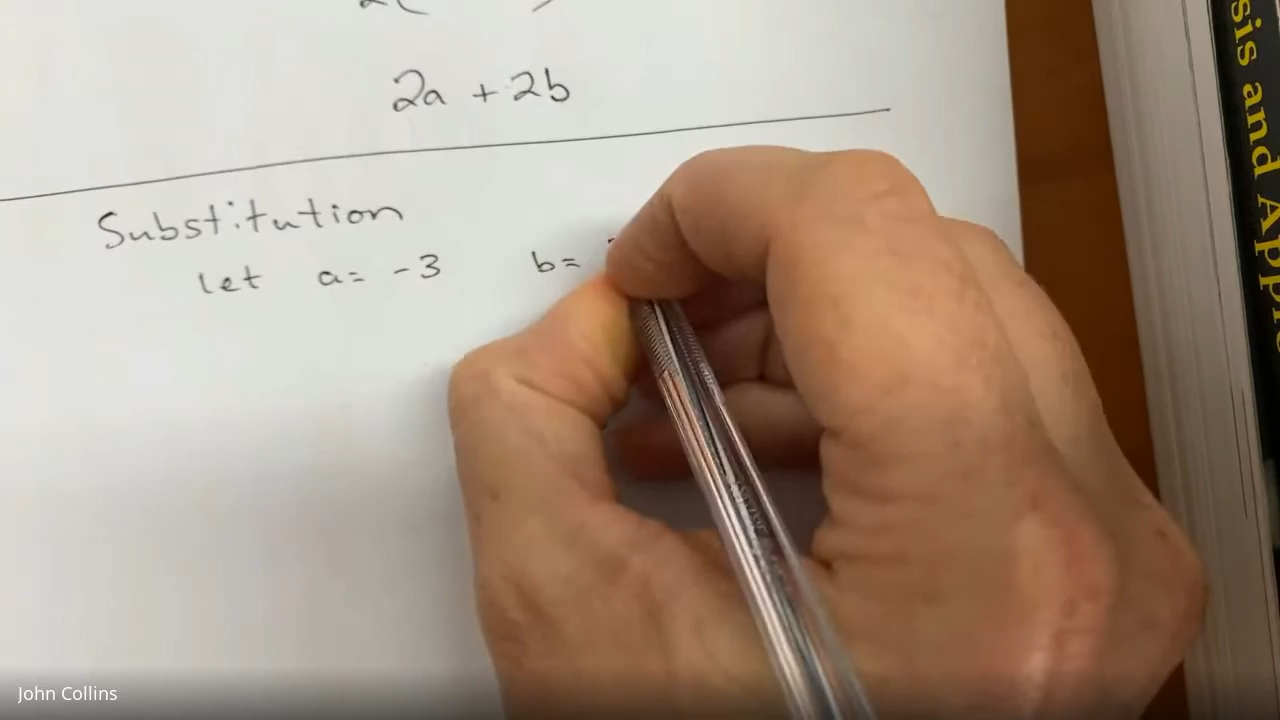 2a + 2b
Substitution
let a= -3 b=
sis and Appl
John Collins